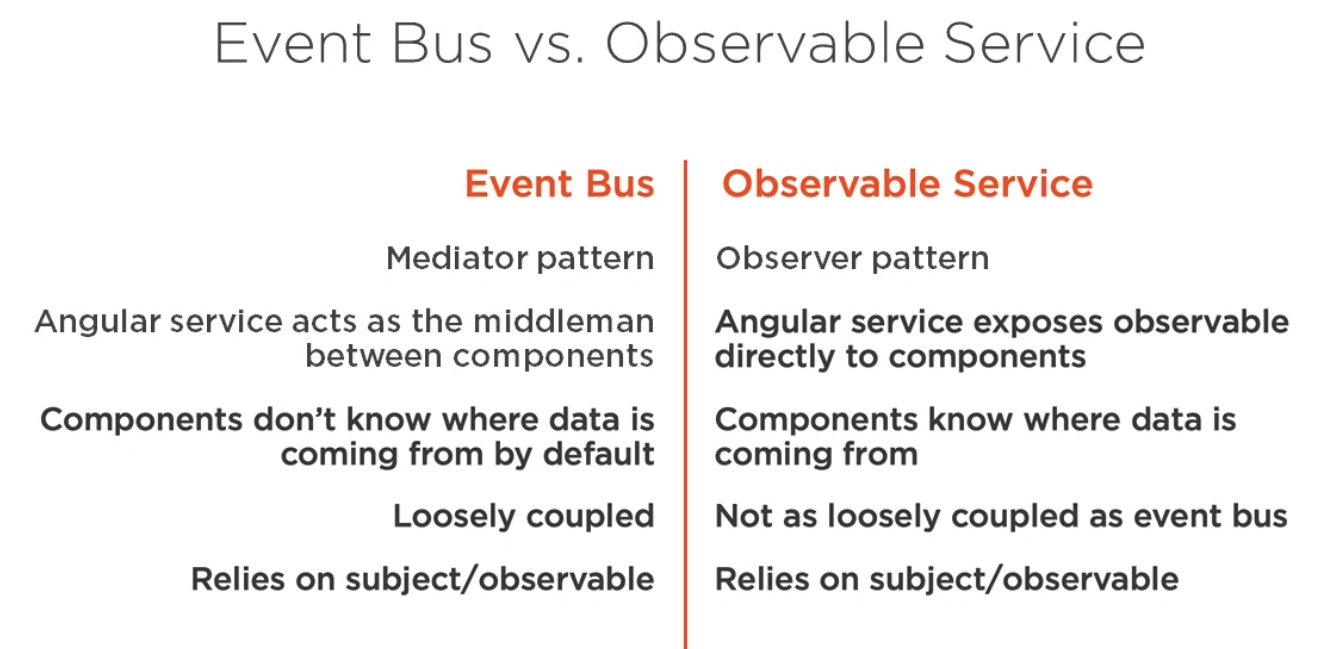 Event Bus vs. Observable Service
Event Bus
Mediator pattern
Angular service acts as the middleman
between components
Components don’t know where data is
coming from by default
Loosely coupled
Relies on subject/observable
Observable Service
Observer pattern
Angular service exposes observable
directly to components
Components know where data is
coming from
Not as loosely coupled as event bus
Relies on subject/observable